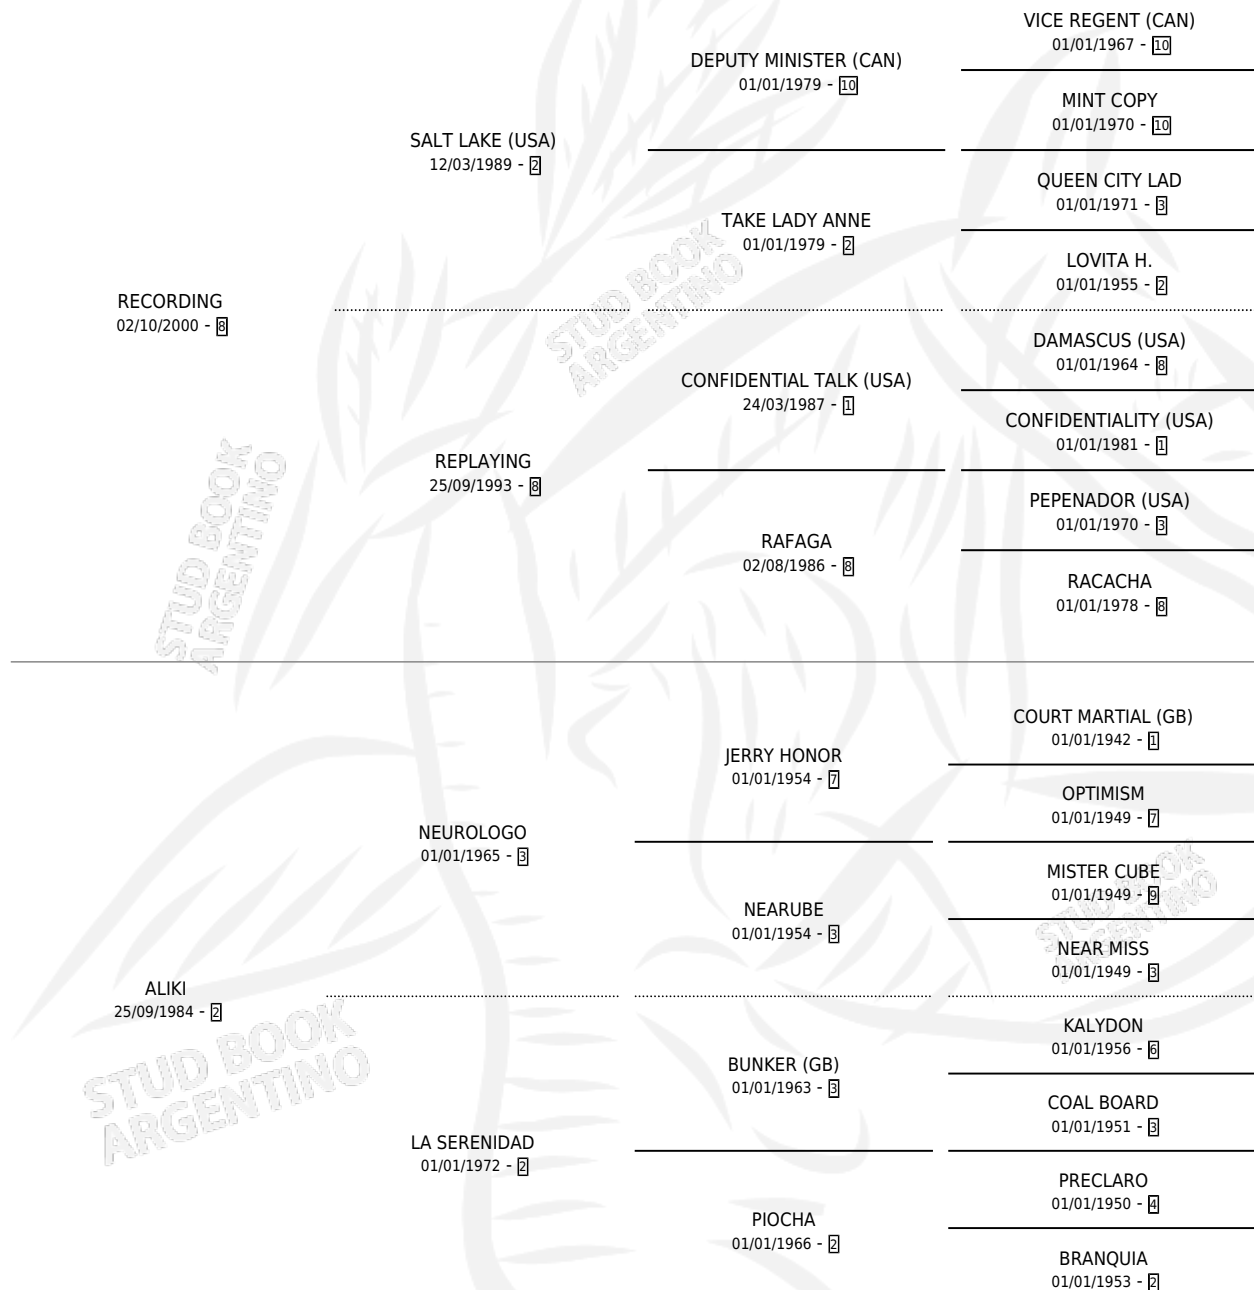 VICE REGENT (CAN)
01/01/1967 - 10
DEPUTY MINISTER (CAN)
01/01/1979 - 10
MINT COPY
01/01/1970 - 10
SALT LAKE (USA)
12/03/1989 - 2
QUEEN CITY LAD
01/01/1971 - 3
TAKE LADY ANNE
01/01/1979 - 2
LOVITA H.
01/01/1955 - 2
RECORDING
02/10/2000 - 8
DAMASCUS (USA)
01/01/1964 - 8
CONFIDENTIAL TALK (USA)
24/03/1987 - 1
CONFIDENTIALITY (USA)
01/01/1981 - 1
REPLAYING
25/09/1993 - 8
PEPENADOR (USA)
01/01/1970 - 3
RAFAGA
02/08/1986 - 8
RACACHA
01/01/1978 - 8
COURT MARTIAL (GB)
01/01/1942 - 1
JERRY HONOR
01/01/1954 - 7
OPTIMISM
01/01/1949 - 7
NEUROLOGO
01/01/1965 - 3
MISTER CUBE
01/01/1949 - 9
NEARUBE
01/01/1954 - 3
NEAR MISS
01/01/1949 - 3
ALIKI
25/09/1984 - 2
KALYDON
01/01/1956 - 6
BUNKER (GB)
01/01/1963 - 3
COAL BOARD
01/01/1951 - 3
LA SERENIDAD
01/01/1972 - 2
PRECLARO
01/01/1950 - 4
PIOCHA
01/01/1966 - 2
BRANQUIA
01/01/1953 - 2
STUD BOOK
ARGENTINO
STUD BOOK
ARGENTINO
STUD BOOK
ARGENTINO
STUD BOOK
ARGENTINO